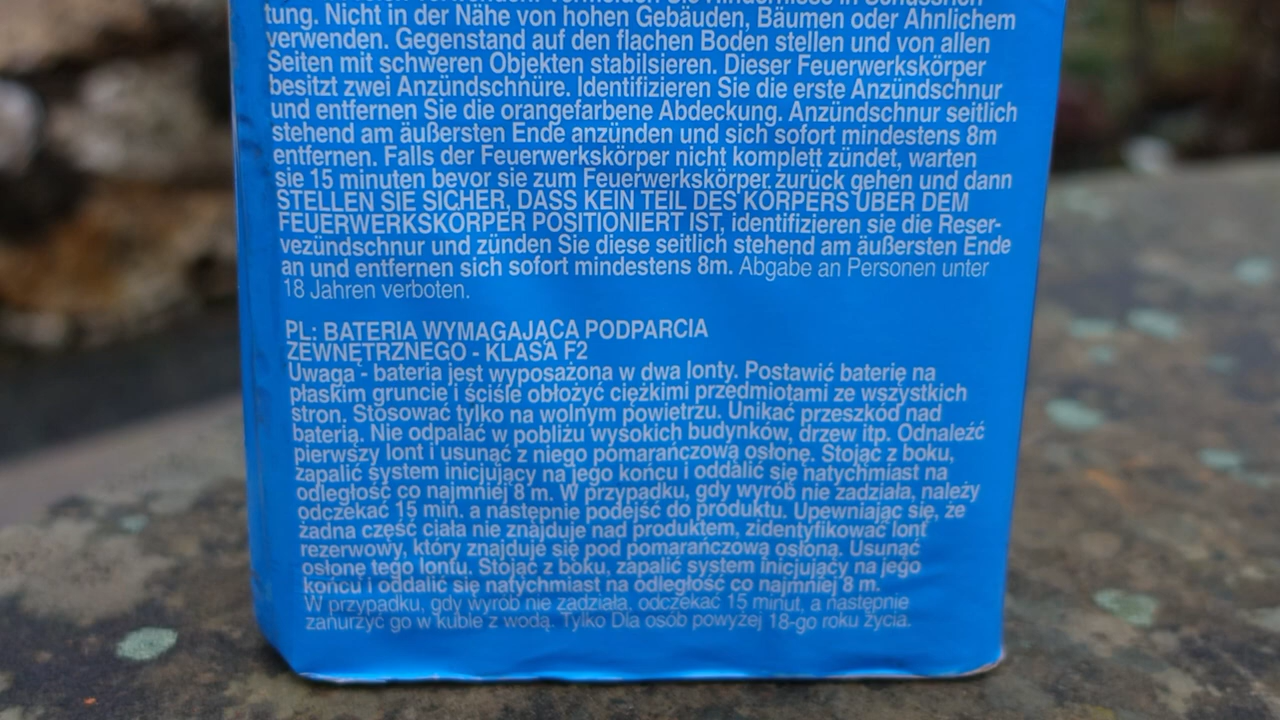 verwenden. Vermeiden Sie Hindernisse in Schussrich-
tung. Nicht in der Nähe von hohen Gebäuden, Bäumen oder Ähnlichem
verwenden. Gegenstand auf den flachen Boden stellen und von allen
Seiten mit schweren Objekten stabilsieren. Dieser Feuerwerkskörper
besitzt zwei Anzündschnüre. Identifizieren Sie die erste Anzündschnur
und entfernen Sie die orangefarbene Abdeckung. Anzündschnur seitlich
stehend am äußersten Ende anzünden und sich sofort mindestens 8m
entfernen. Falls der Feuerwerkskörper nicht komplett zündet, warten
sie 15 minuten bevor sie zum Feuerwerkskörper zurück gehen und dann
STELLEN SIE SICHER, DASS KEIN TEIL DES KÖRPERS ÜBER DEM
FEUERWERKSKÖRPER POSITIONIERT IST, identifizieren sie die Reser-
vezündschnur und zünden Sie diese seitlich stehend am äußersten Ende
an und entfernen sich sofort mindestens 8m. Abgabe an Personen unter
18 Jahren verboten.
PL: BATERIA WYMAGAJĄCA PODPARCIA
ZEWNĘTRZNEGO - KLASA F2
Uwaga - bateria jest wyposażona w dwa lonty. Postawić baterię na
płaskim gruncie i ściśle obłożyć ciężkimi przedmiotami ze wszystkich
stron. Stosować tylko na wolnym powietrzu. Unikać przeszkód nad
baterią. Nie odpalać w pobliżu wysokich budynków, drzew itp. Odnaleźć
pierwszy lont i usunąć z niego pomarańczową osłonę. Stojąc z boku,
zapalić system inicjujący na jego końcu i oddalić się natychmiast na
odległość co najmniej 8 m. W przypadku, gdy wyrób nie zadziała, należy
odczekać 15 min. a następnie podejść do produktu. Upewniając się, że
żadna część ciała nie znajduje nad produktem, zidentyfikować lont
rezerwowy, który znajduje się pod pomarańczową osłoną. Usunąć
osłonę tego lontu. Stojąc z boku, zapalić system inicjujący na jego
końcu i oddalić się natychmiast na odległość co najmniej 8 m.
W przypadku, gdy wyrób nie zadziała, odczekać 15 minut, a następnie
zanurzyć go w kuble z wodą. Tylko Dla osób powyżej 18-go roku życia.